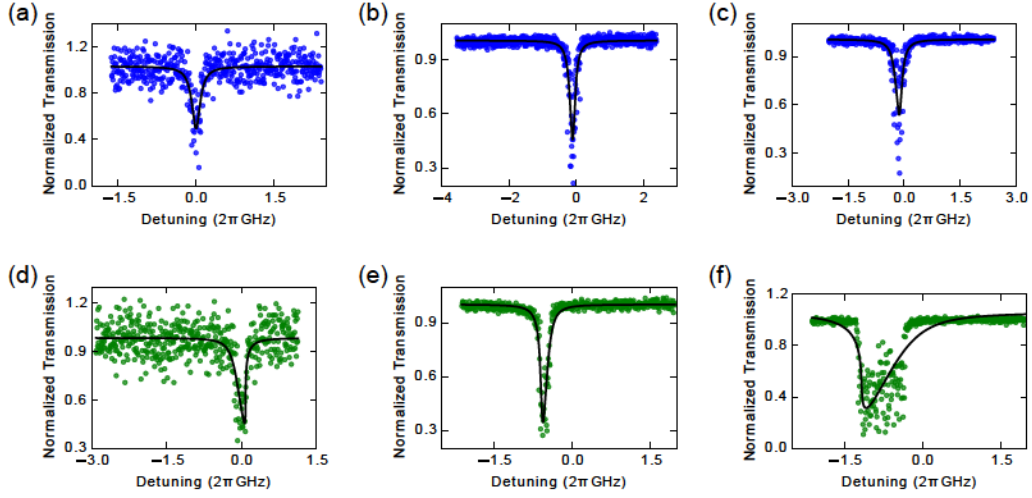 (a)
Normalized Transmission
1.2
0.8
0.4
0.0
−1.5 0.0 1.5
Detuning (2π GHz)
(b)
Normalized Transmission
0.9
0.6
0.3
−4 −2 0 2
Detuning (2π GHz)
(c)
Normalized Transmission
0.9
0.6
0.3
−3.0 −1.5 0.0 1.5 3.0
Detuning (2π GHz)
(d)
Normalized Transmission
1.2
0.9
0.6
0.3
−3.0 −1.5 0.0 1.5
Detuning (2π GHz)
(e)
Normalized Transmission
0.9
0.6
0.3
−1.5 0.0 1.5
Detuning (2π GHz)
(f)
Normalized Transmission
1.2
0.8
0.4
0.0
−1.5 0.0 1.5
Detuning (2π GHz)